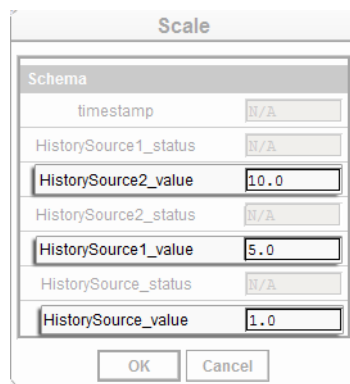 Scale
Schema
timestamp N/A
HistorySource1_status N/A
HistorySource2_value 10.0
HistorySource2_status N/A
HistorySource1_value 5.0
HistorySource_status N/A
HistorySource_value 1.0
OK Cancel